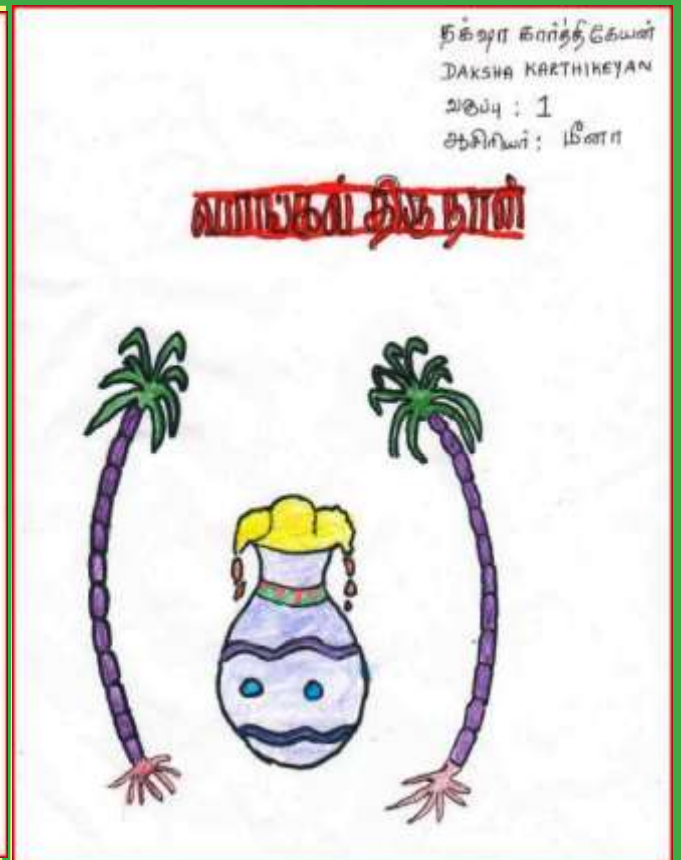 தக்ஷா கார்த்திகேயன்
DAKSHA KARTHIKEYAN
வகுப்பு : 1
ஆசிரியர் : மீனா
பொங்கல் திரு நாள்